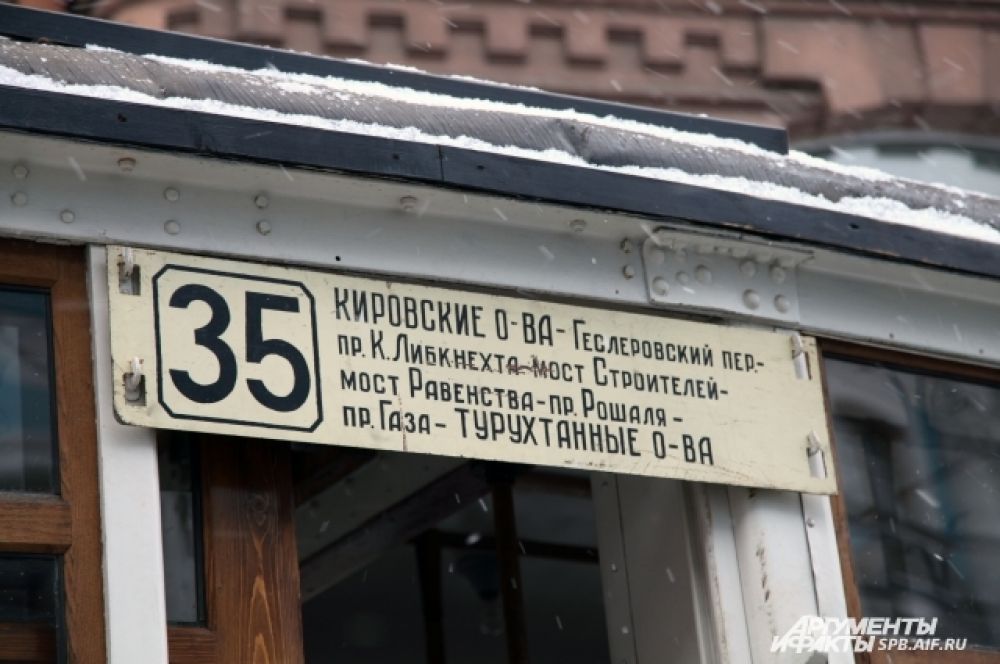 35
КИРОВСКИЕ О-ВА - ГЕСЛЕРОВСКИЙ ПЕР.-
ПР. К. ЛИБКНЕХТА - МОСТ СТРОИТЕЛЕЙ -
МОСТ РАВЕНСТВА - ПР. РОШАЛЯ -
ПР. ГАЗА - ТУРУХТАННЫЕ О-ВА
АРГУМЕНТЫ
И ФАКТЫ SPB.AIF.RU